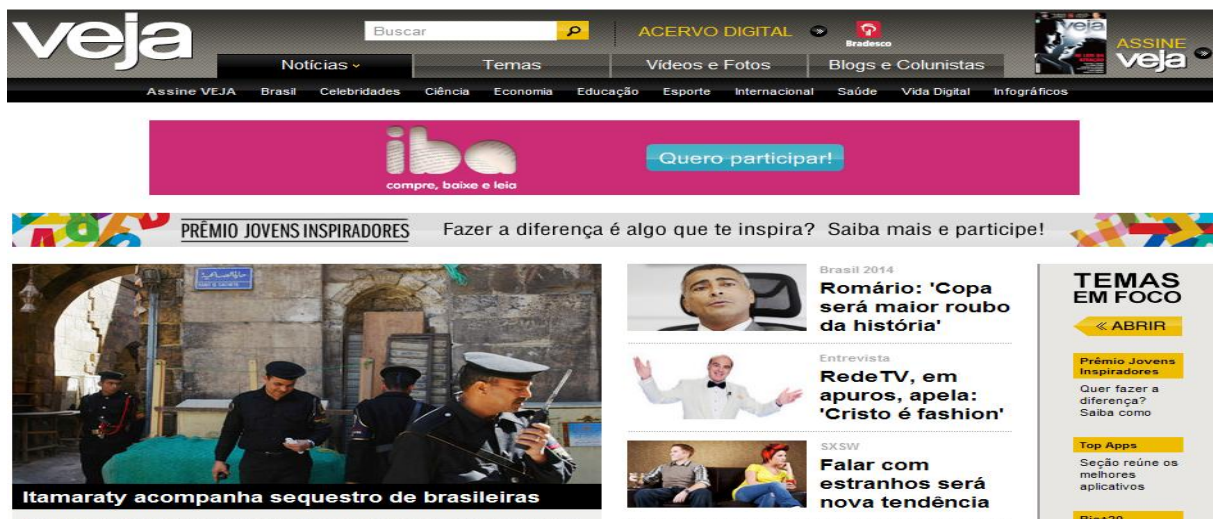 veja
Buscar
ACERVO DIGITAL
Bradesco
veja
ASSINE
veja
Notícias
Temas
Vídeos e Fotos
Blogs e Colunistas
Assine VEJA Brasil Celebridades Ciência Economia Educação Esporte Internacional Saúde Vida Digital Infográficos
iba
compre, baixe e leia
Quero participar!
PRÊMIO JOVENS INSPIRADORES Fazer a diferença é algo que te inspira? Saiba mais e participe!
Itamaraty acompanha sequestro de brasileiras
Brasil 2014
Romário: 'Copa
será maior roubo
da história'
Entrevista
RedeTV, em
apuros, apela:
'Cristo é fashion'
SXSW
Falar com
estranhos será
nova tendência
TEMAS
EM FOCO
« ABRIR
Prêmio Jovens
Inspiradores
Quer fazer a
diferença?
Saiba como
Top Apps
Seção reúne os
melhores
aplicativos
Rio+20